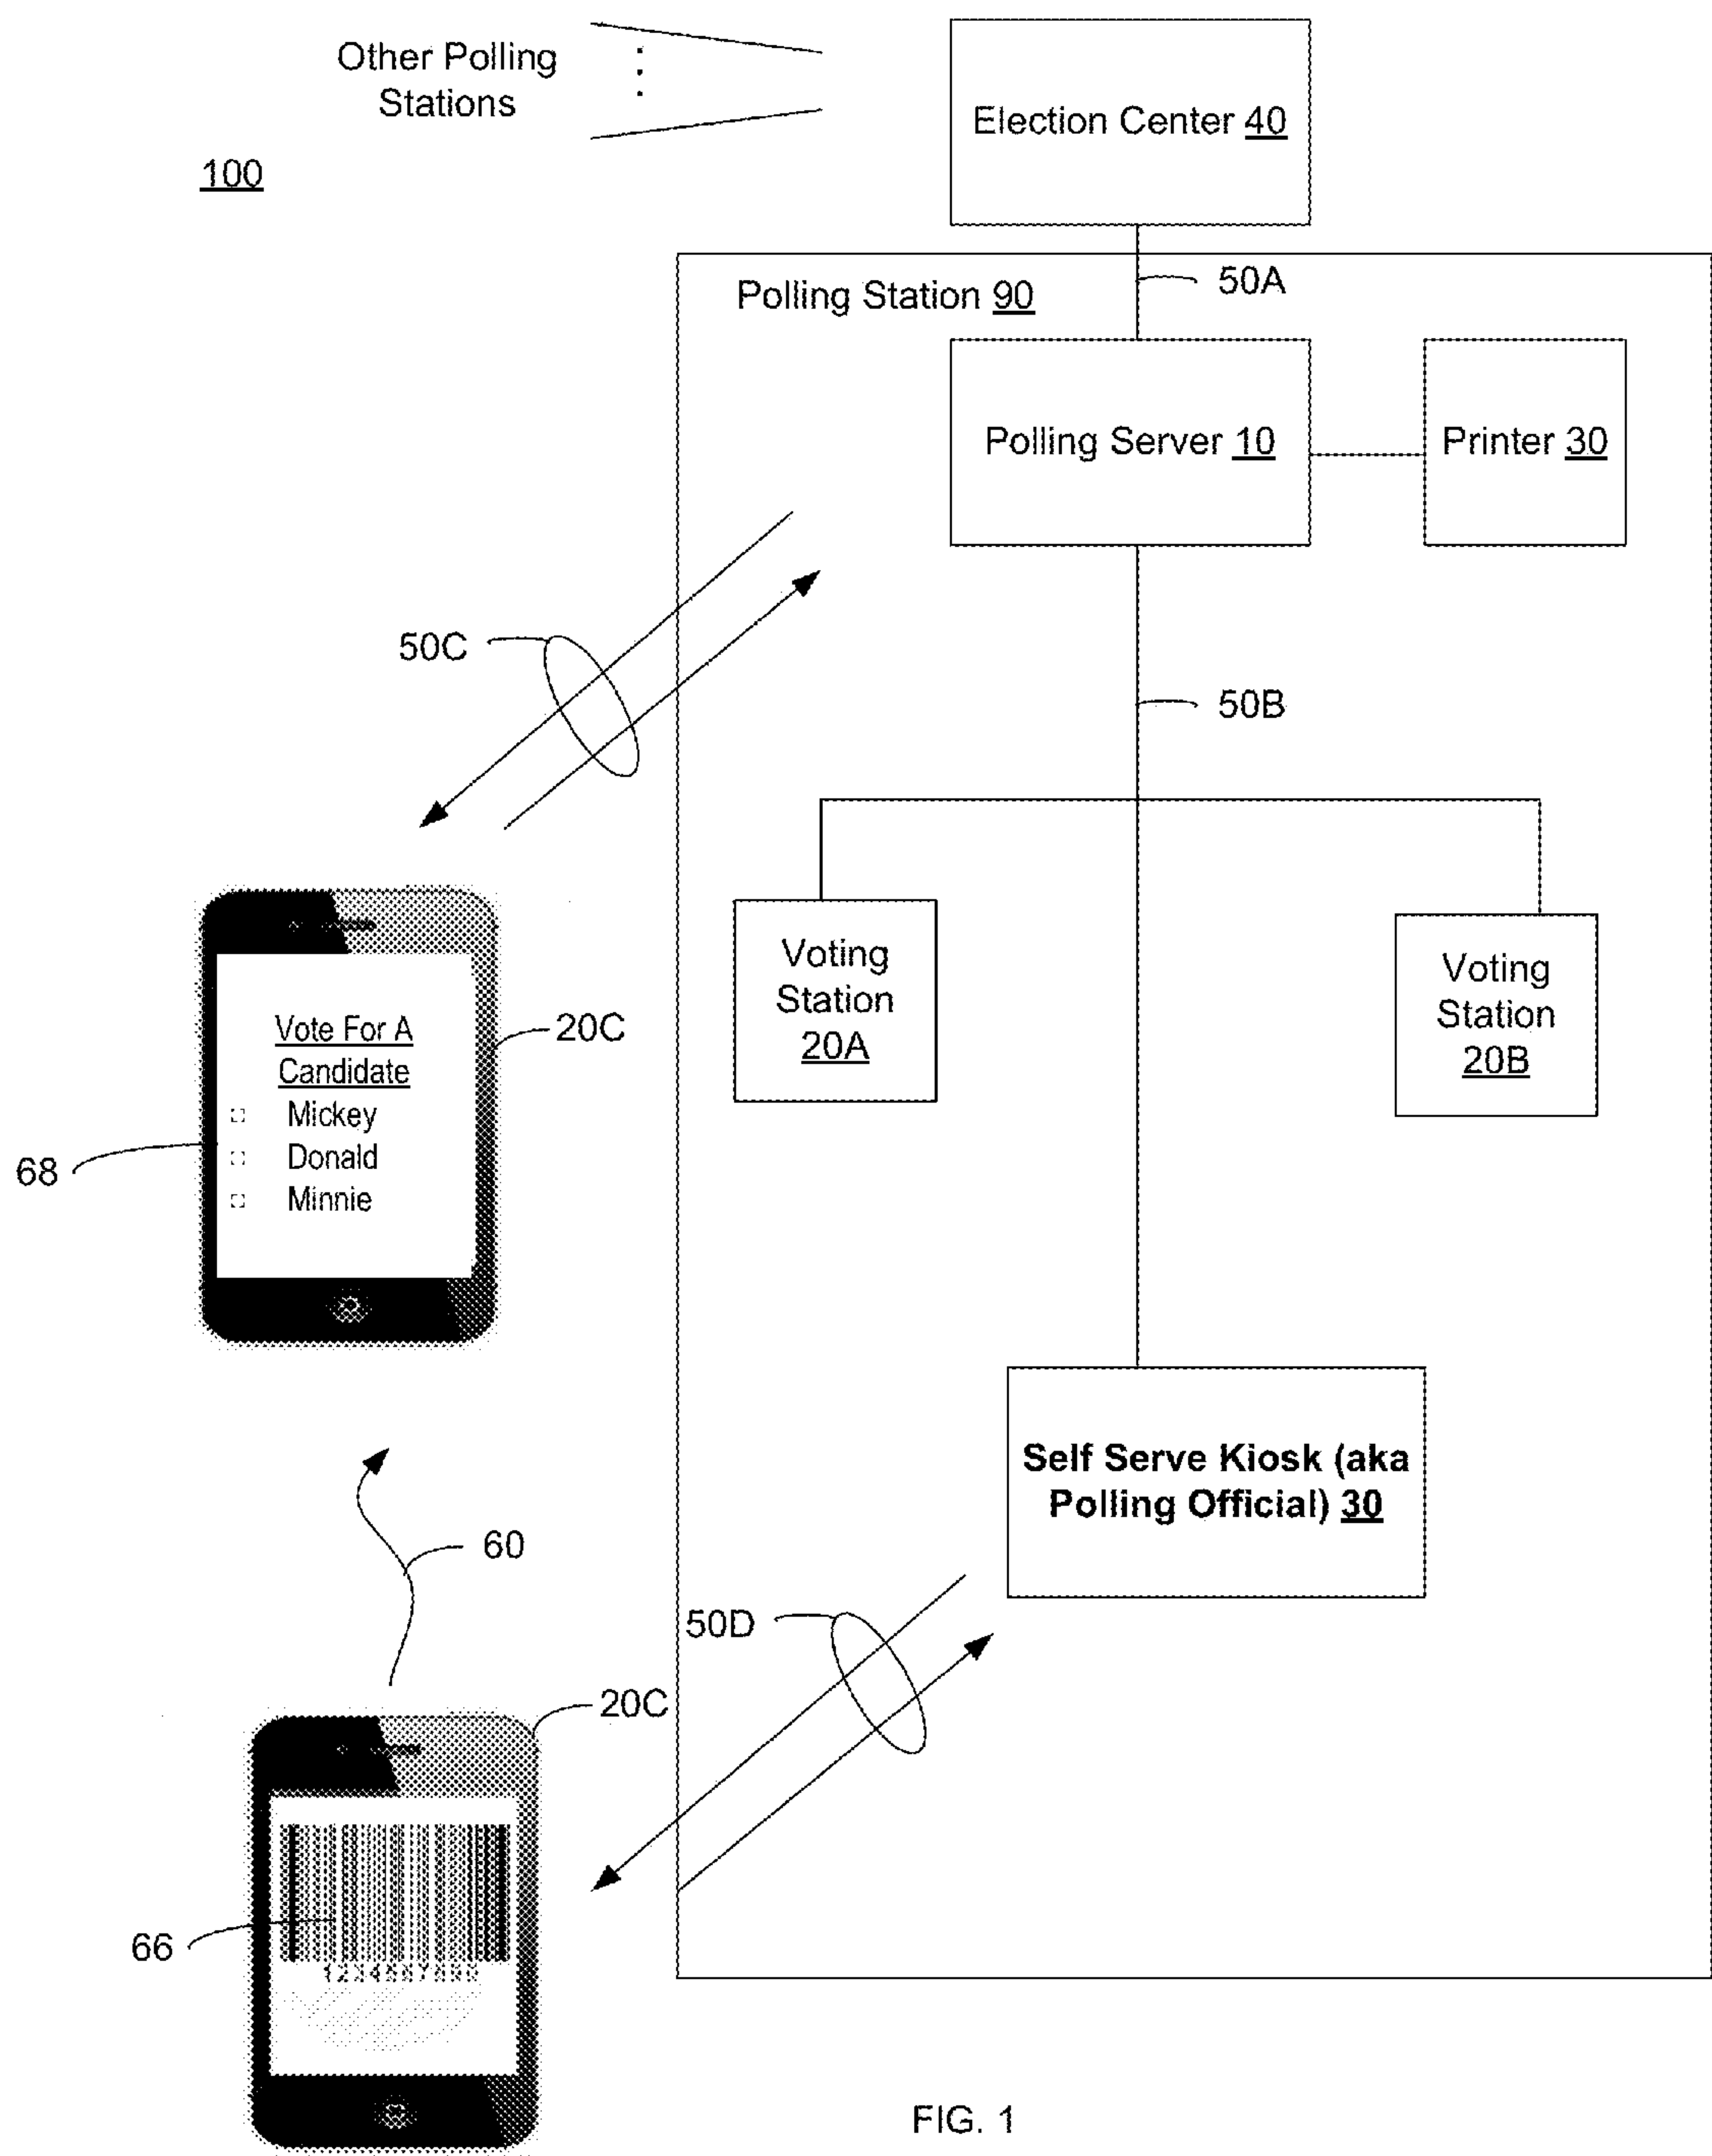 Other Polling
Stations
100
Election Center 40
50A
Polling Station 90
Polling Server 10
Printer 30
50C
50B
Voting
Station
20A
Voting
Station
20B
Vote For A
Candidate
Mickey
Donald
Minnie
20C
68
Self Serve Kiosk (aka
Polling Official) 30
60
50D
20C
66
FIG. 1